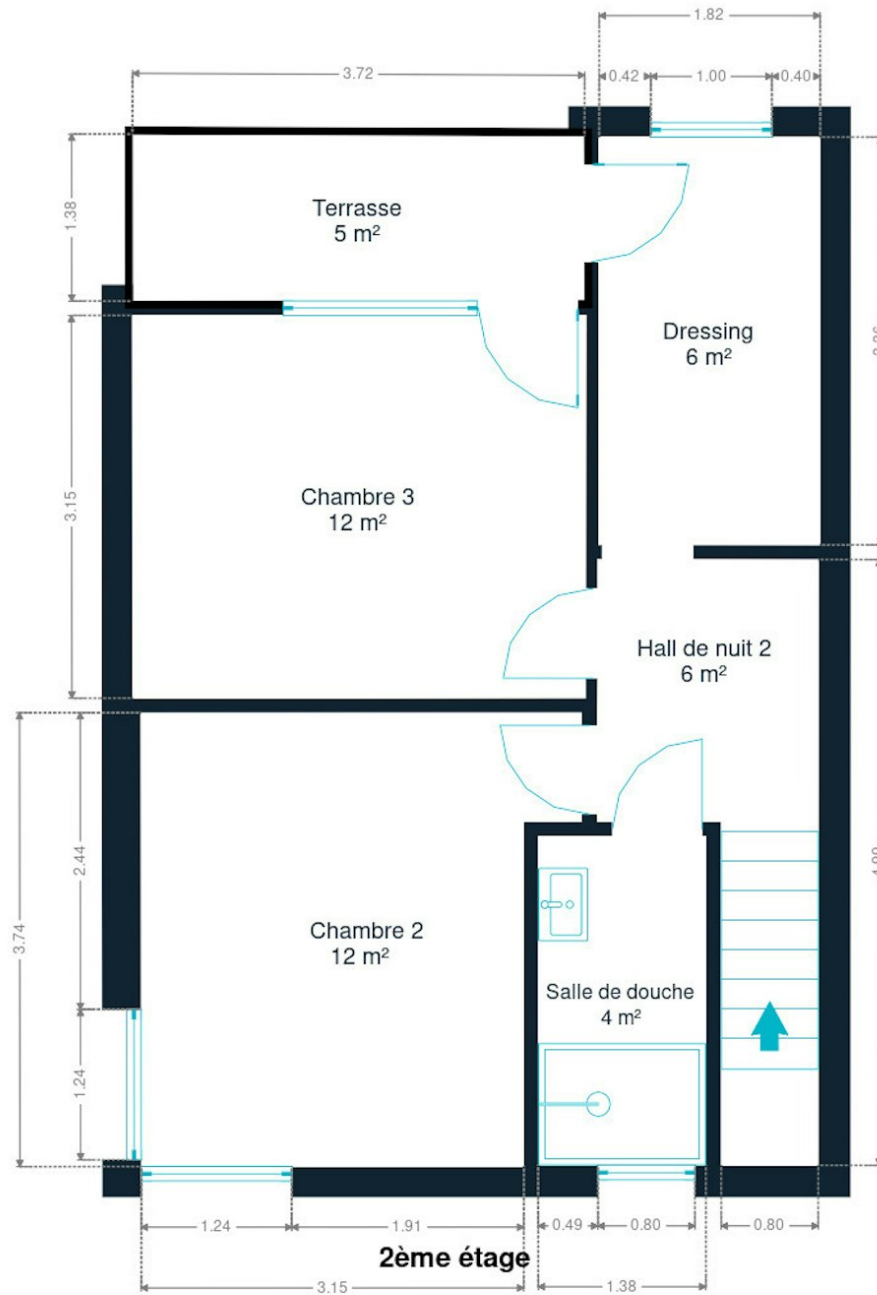 1.82
3.72
0.42
1.00
0.40
1.38
Terrasse
5 m²
Dressing
6 m²
3.15
Chambre 3
12 m²
Hall de nuit 2
6 m²
2.44
3.74
Chambre 2
12 m²
Salle de douche
4 m²
1.24
1.24
1.91
0.49
0.80
0.80
2ème étage
3.15
1.38